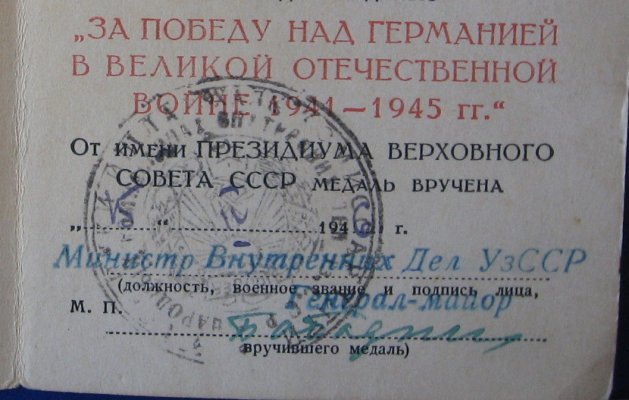 „ЗА ПОБЕДУ НАД ГЕРМАНИЕЙ
В ВЕЛИКОЙ ОТЕЧЕСТВЕННОЙ
ВОЙНЕ 1941—1945 гг.“
От имени ПРЕЗИДИУМА ВЕРХОВНОГО
СОВЕТА СССР медаль вручена
„ “ 194 г.
Министр Внутренних Дел УзССР
(должность, военное звание и подпись лица,
Генерал-майор
М. П.
вручившего медаль)